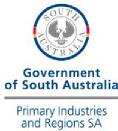 SOUTH
AUSTRALIA
Government
of South Australia
Primary Industries
and Regions SA